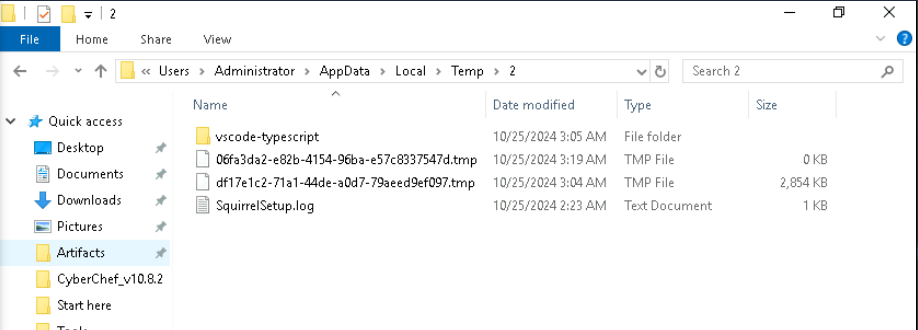 2
File Home Share View
« Users > Administrator > AppData > Local > Temp > 2 Search 2
Name Date modified Type Size
Quick access
vscode-typescript 10/25/2024 3:05 AM File folder
Desktop
06fa3da2-e82b-4154-96ba-e57c8337547d.tmp 10/25/2024 3:19 AM TMP File 0 KB
Documents
df17e1c2-71a1-44de-a0d7-79aeed9ef097.tmp 10/25/2024 3:04 AM TMP File 2,854 KB
Downloads
SquirrelSetup.log 10/25/2024 2:23 AM Text Document 1 KB
Pictures
Artifacts
CyberChef_v10.8.2
Start here